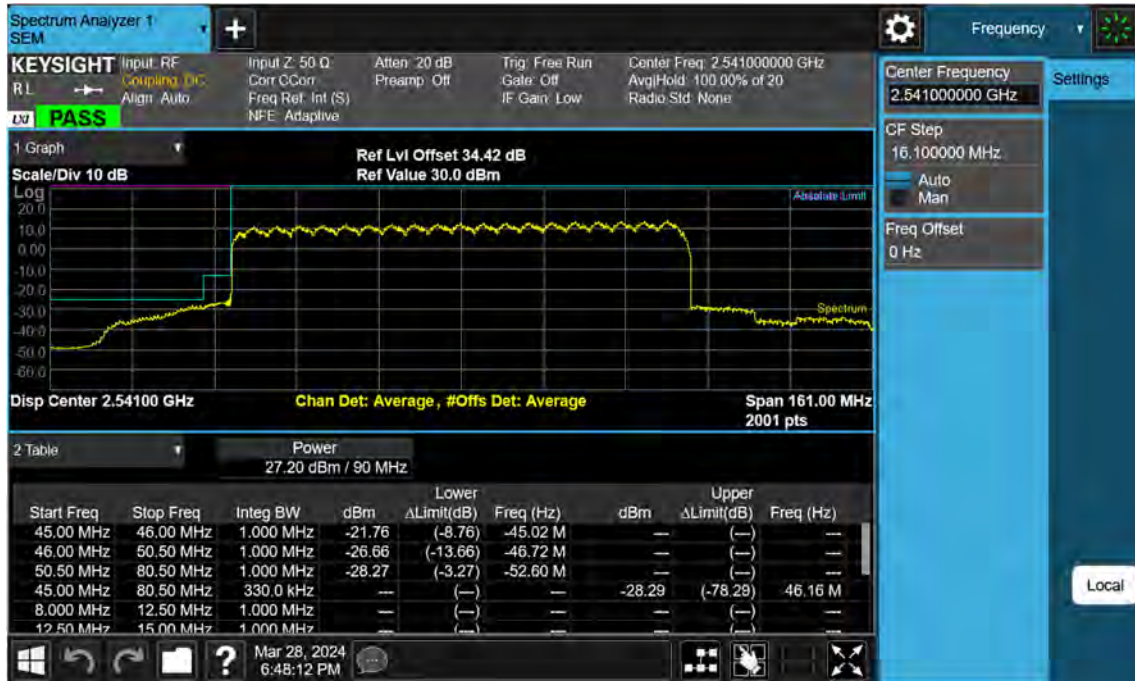 Spectrum Analyzer 1
SEM
Frequency
KEYSIGHT
Input: RF
Coupling: DC
Align: Auto
Input Z: 50 Ω
Corr CCorr
Freq Ref: Int (S)
NFE: Adaptive
Atten: 20 dB
Preamp: Off
Trig: Free Run
Gate: Off
IF Gain: Low
Center Freq: 2.541000000 GHz
Avg|Hold: 100.00% of 20
Radio Std: None
RL
LXI PASS
Center Frequency
2.541000000 GHz
Settings
CF Step
16.100000 MHz
Auto
Man
Freq Offset
0 Hz
1 Graph
Scale/Div 10 dB
Ref Lvl Offset 34.42 dB
Ref Value 30.0 dBm
Log
Absolute Limit
20.0
10.0
0.00
-10.0
-20.0
-30.0
Spectrum
-40.0
-50.0
-60.0
Disp Center 2.54100 GHz
Chan Det: Average, #Offs Det: Average
Span 161.00 MHz
2001 pts
2 Table
Power
27.20 dBm / 90 MHz
Lower Upper
Start Freq Stop Freq Integ BW dBm ΔLimit(dB) Freq (Hz) dBm ΔLimit(dB) Freq (Hz)
45.00 MHz 46.00 MHz 1.000 MHz -21.76 (-8.76) -45.02 M --- (---) ---
46.00 MHz 50.50 MHz 1.000 MHz -26.66 (-13.66) -46.72 M --- (---) ---
50.50 MHz 80.50 MHz 1.000 MHz -28.27 (-3.27) -52.60 M --- (---) ---
45.00 MHz 80.50 MHz 330.0 kHz --- (---) --- -28.29 (-78.29) 46.16 M
8.000 MHz 12.50 MHz 1.000 MHz --- (---) --- --- (---) ---
12.50 MHz 15.00 MHz 1.000 MHz --- (---) --- --- (---) ---
Local
?
Mar 28, 2024
6:48:12 PM